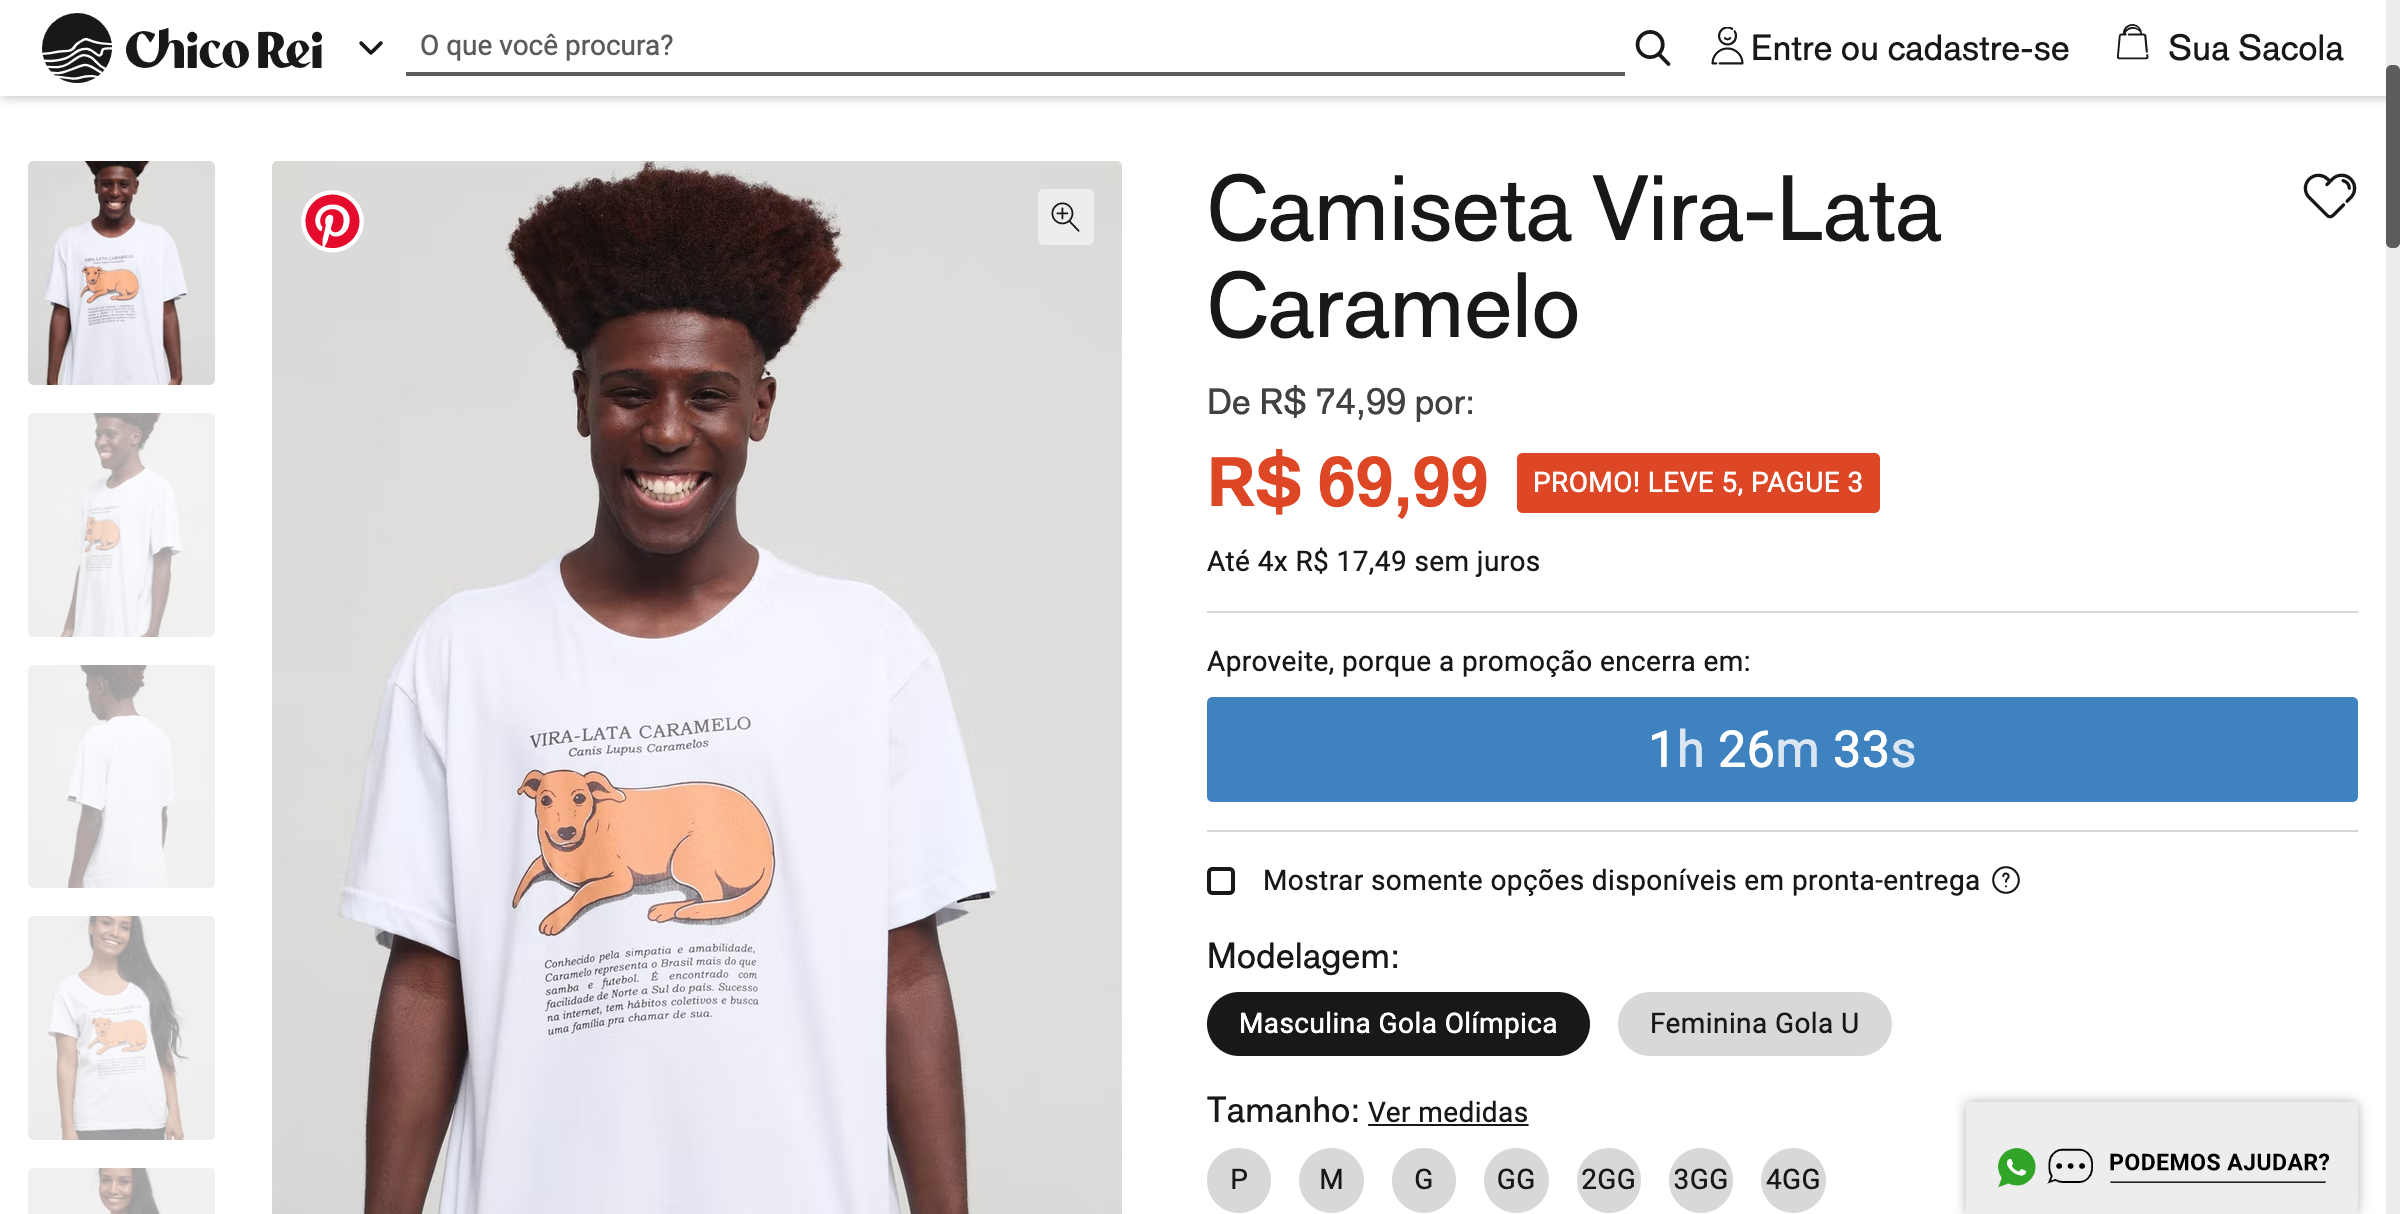 Chico Rei
O que você procura?
Entre ou cadastre-se
Sua Sacola
VIRA-LATA CARAMELO
Canis Lupus Caramelos
Conhecido pela simpatia e amabilidade,
Caramelo representa o Brasil mais do que
samba e futebol. É encontrado com
facilidade de Norte a Sul do país. Sucesso
na internet, tem hábitos coletivos e busca
uma família pra chamar de sua.
Camiseta Vira-Lata
Caramelo
De R$ 74,99 por:
R$ 69,99
PROMO! LEVE 5, PAGUE 3
Até 4x R$ 17,49 sem juros
Aproveite, porque a promoção encerra em:
1h 26m 33s
Mostrar somente opções disponíveis em pronta-entrega ?
Modelagem:
Masculina Gola Olímpica
Feminina Gola U
Tamanho: Ver medidas
P M G GG 2GG 3GG 4GG
PODEMOS AJUDAR?